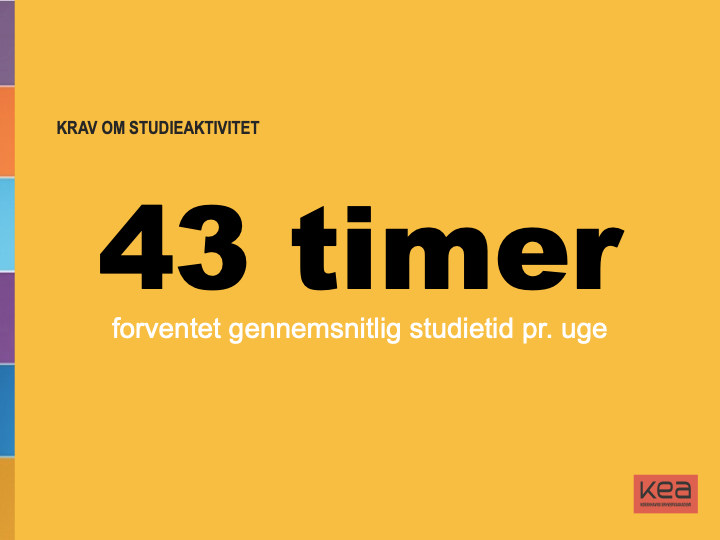 KRAV OM STUDIEAKTIVITET
43 timer
forventet gennemsnitlig studietid pr. uge
kea